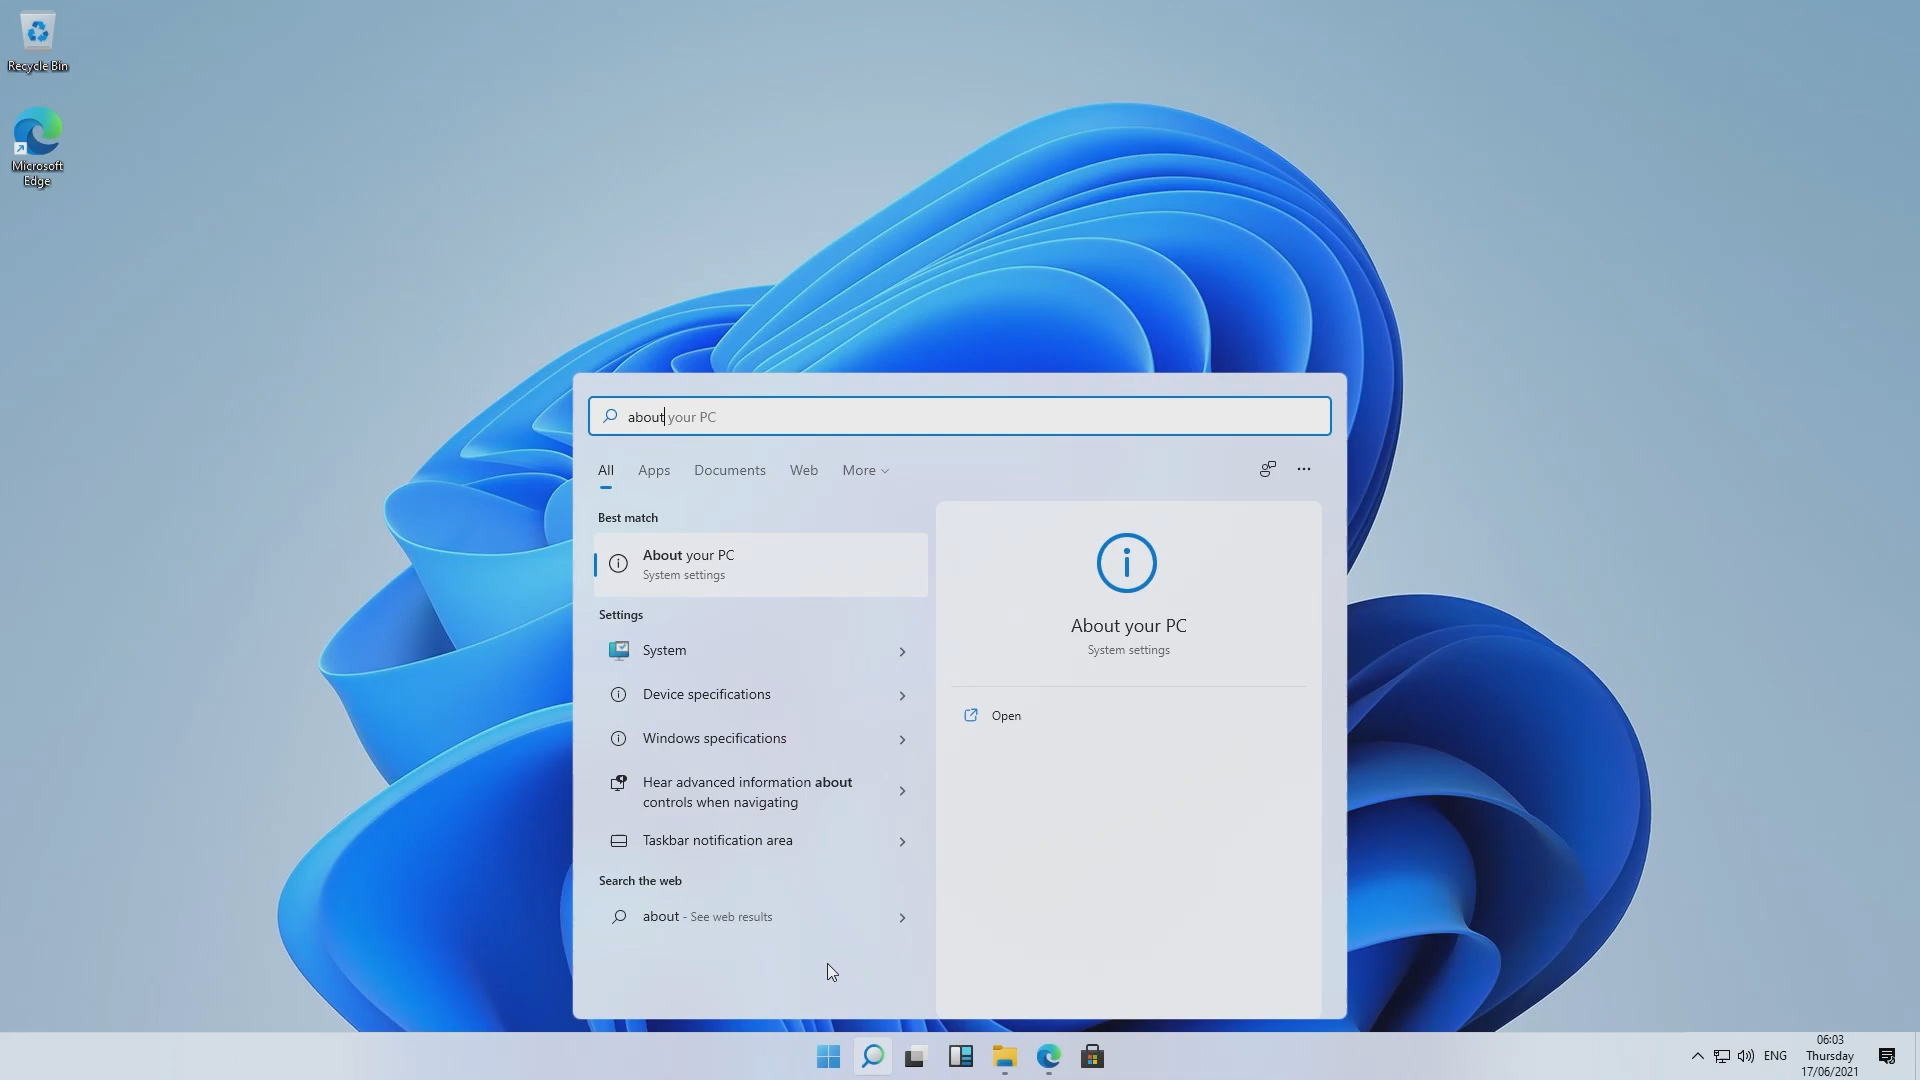 Recycle Bin
Microsoft
Edge
about your PC
All Apps Documents Web More
Best match
About your PC
System settings
Settings
System
Device specifications
Windows specifications
Hear advanced information about
controls when navigating
Taskbar notification area
Search the web
about - See web results
About your PC
System settings
Open
ENG
06:03
Thursday
17/06/2021